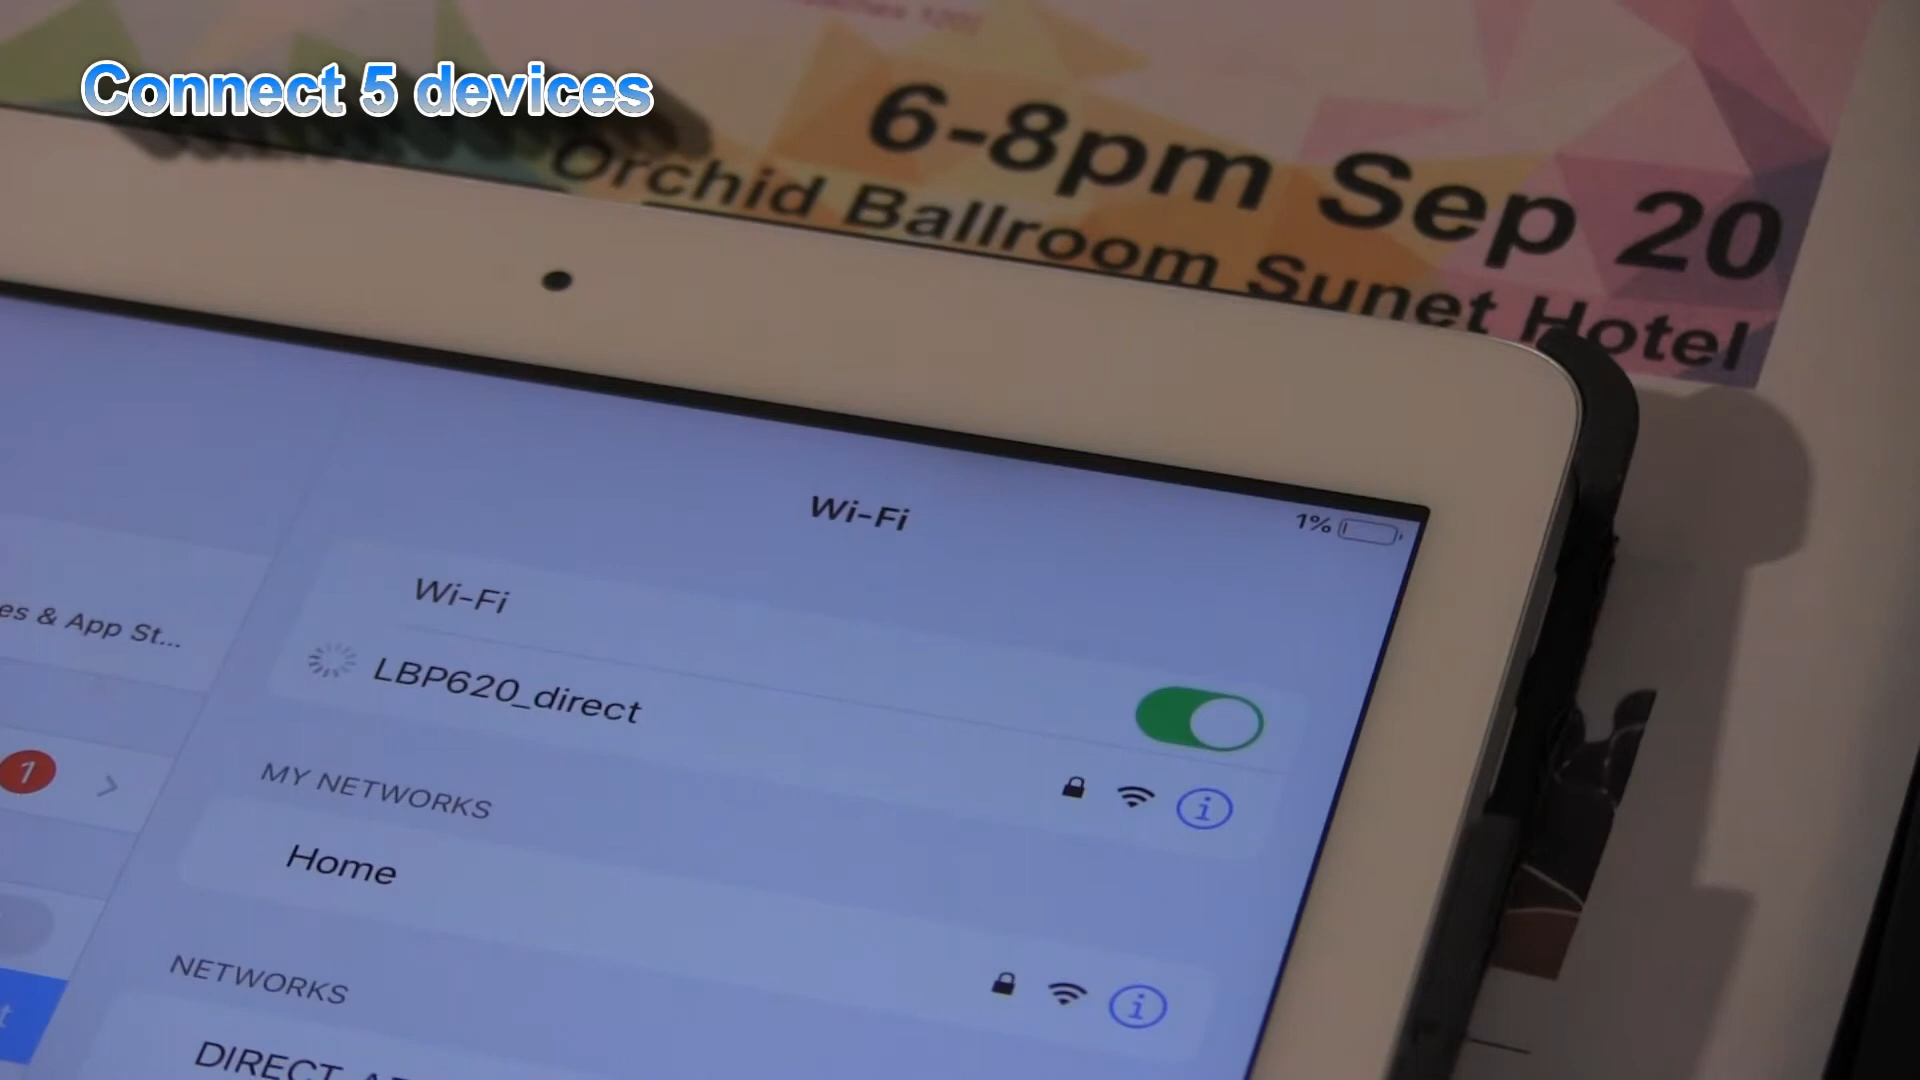 Connect 5 devices
6-8pm Sep 20
Orchid Ballroom Sunet Hotel
Wi-Fi
1%
Wi-Fi
es & App St...
LBP620_direct
1
MY NETWORKS
Home
NETWORKS
t
DIRECT